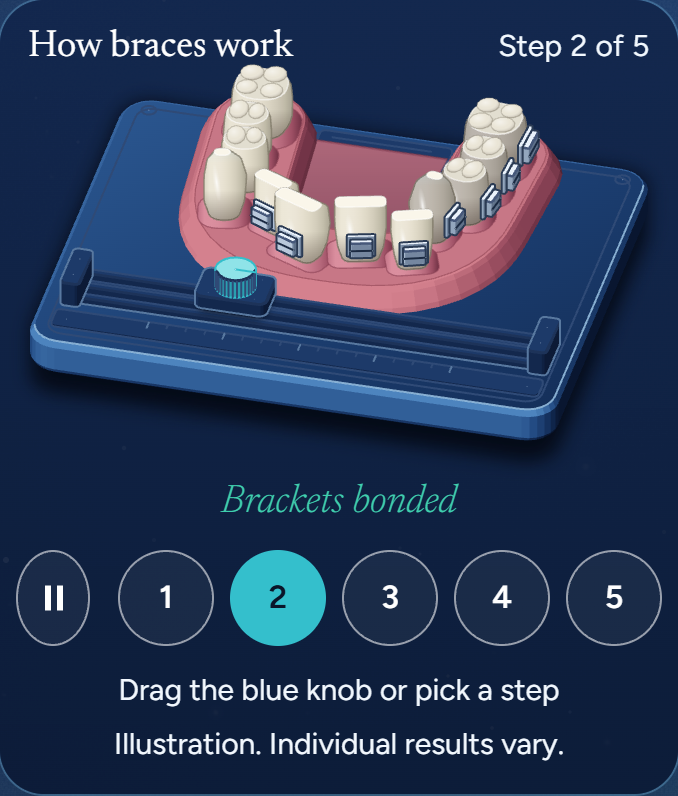 How braces work
Step 2 of 5
Brackets bonded
1 2 3 4 5
Drag the blue knob or pick a step
Illustration. Individual results vary.